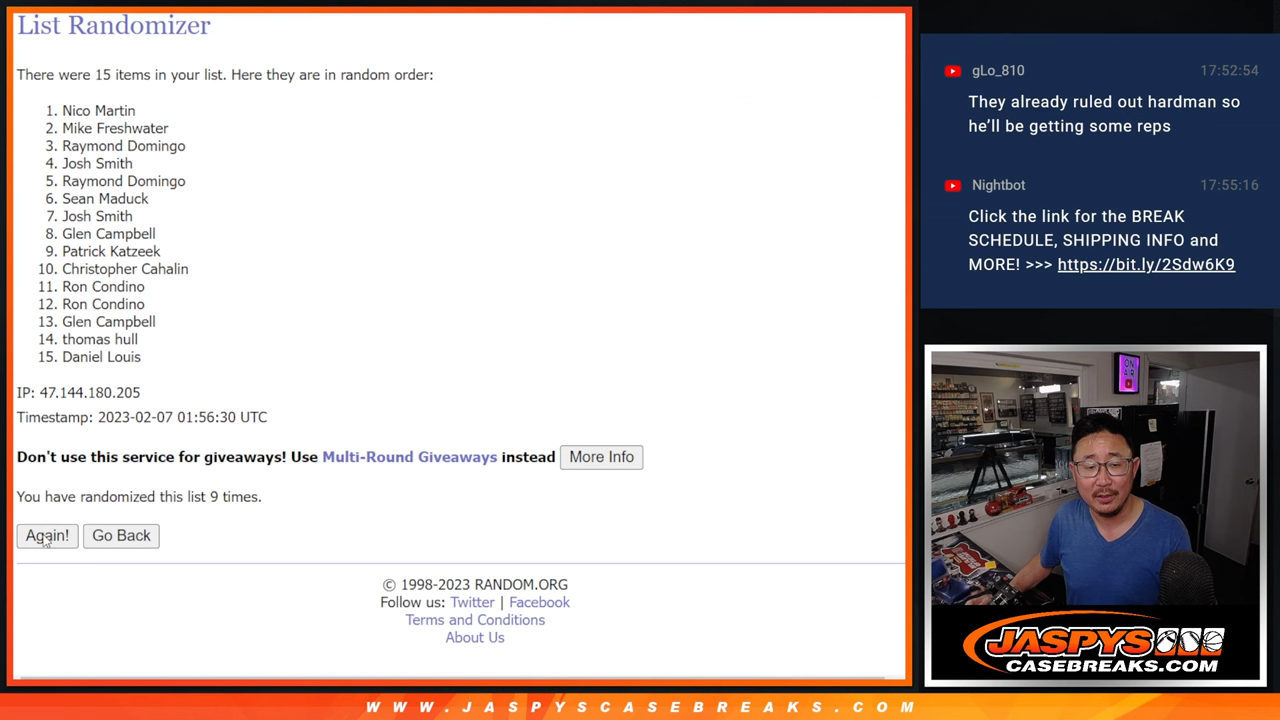 List Randomizer
There were 15 items in your list. Here they are in random order:
1. Nico Martin
2. Mike Freshwater
3. Raymond Domingo
4. Josh Smith
5. Raymond Domingo
6. Sean Maduck
7. Josh Smith
8. Glen Campbell
9. Patrick Katzeek
10. Christopher Cahalin
11. Ron Condino
12. Ron Condino
13. Glen Campbell
14. thomas hull
15. Daniel Louis
IP: 47.144.180.205
Timestamp: 2023-02-07 01:56:30 UTC
Don't use this service for giveaways! Use Multi-Round Giveaways instead More Info
You have randomized this list 9 times.
Again! Go Back
© 1998-2023 RANDOM.ORG
Follow us: Twitter | Facebook
Terms and Conditions
About Us
gLo_810 17:52:54
They already ruled out hardman so
he'll be getting some reps
Nightbot 17:55:16
Click the link for the BREAK
SCHEDULE, SHIPPING INFO and
MORE! >>> https://bit.ly/2Sdw6K9
ON
AIR
JASPYS
CASEBREAKS.COM
WWW.JASPYSCASEBREAKS.COM